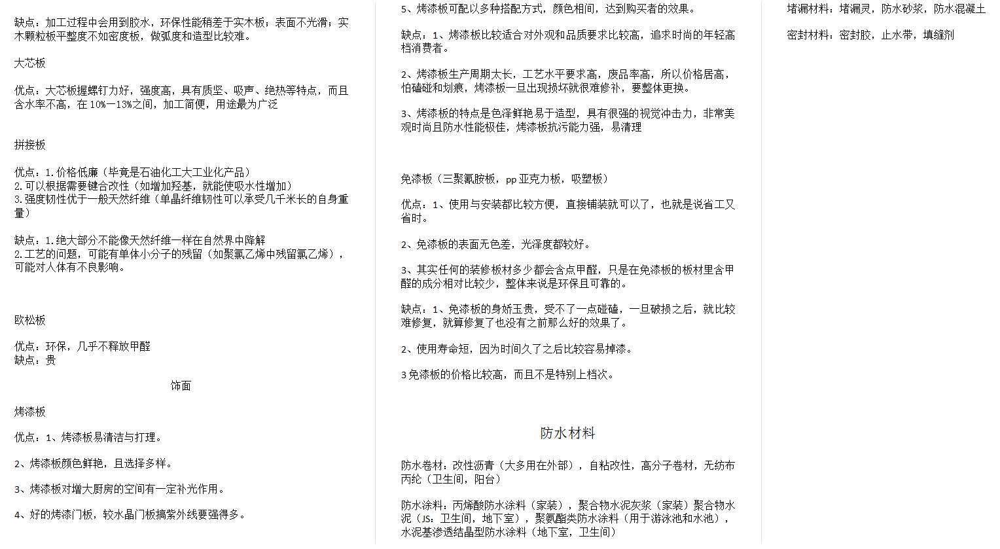 缺点：加工过程中会用到胶水，环保性能稍差于实木板；表面不光滑；实
木颗粒板平整度不如密度板，做弧度和造型比较难。
大芯板
优点：大芯板握螺钉力好，强度高，具有质坚、吸声、绝热等特点，而且
含水率不高，在10%—13%之间，加工简便，用途最为广泛
拼接板
优点：1.价格低廉（毕竟是石油化工大工业化产品）
2.可以根据需要键合改性（如增加羟基，就能使吸水性增加）
3.强度韧性优于一般天然纤维（单晶纤维韧性可以承受几千米长的自身重
量）
缺点：1.绝大部分不能像天然纤维一样在自然界中降解
2.工艺的问题，可能有单体小分子的残留（如聚氯乙烯中残留氯乙烯），
可能对人体有不良影响。
欧松板
优点：环保，几乎不释放甲醛
缺点：贵
饰面
烤漆板
优点：1、烤漆板易清洁与打理。
2、烤漆板颜色鲜艳，且选择多样。
3、烤漆板对增大厨房的空间有一定补光作用。
4、好的烤漆门板，较水晶门板搞紫外线要强得多。
5、烤漆板可配以多种搭配方式，颜色相间，达到购买者的效果。
缺点：1、烤漆板比较适合对外观和品质要求比较高，追求时尚的年轻高
档消费者。
2、烤漆板生产周期太长，工艺水平要求高，废品率高，所以价格居高，
怕磕碰和划痕，烤漆板一旦出现损坏就很难修补，要整体更换。
3、烤漆板的特点是色泽鲜艳易于造型，具有很强的视觉冲击力，非常美
观时尚且防水性能极佳，烤漆板抗污能力强，易清理
免漆板（三聚氰胺板，pp亚克力板，吸塑板）
优点：1、使用与安装都比较方便，直接铺装就可以了，也就是说省工又
省时。
2、免漆板的表面无色差，光泽度都较好。
3、其实任何的装修板材多少都会含点甲醛，只是在免漆板的板材里含甲
醛的成分相对比较少，整体来说是环保且可靠的。
缺点：1、免漆板的身娇玉贵，受不了一点碰磕，一旦破损之后，就比较
难修复，就算修复了也没有之前那么好的效果了。
2、使用寿命短，因为时间久了之后比较容易掉漆。
3免漆板的价格比较高，而且不是特别上档次。
防水材料
防水卷材：改性沥青（大多用在外部），自粘改性，高分子卷材，无纺布
丙纶（卫生间，阳台）
防水涂料：丙烯酸防水涂料（家装），聚合物水泥灰浆（家装）聚合物水
泥（JS：卫生间，地下室），聚氨酯类防水涂料（用于游泳池和水池），
水泥基渗透结晶型防水涂料（地下室，卫生间）
堵漏材料：堵漏灵，防水砂浆，防水混凝土
密封材料：密封胶，止水带，填缝剂